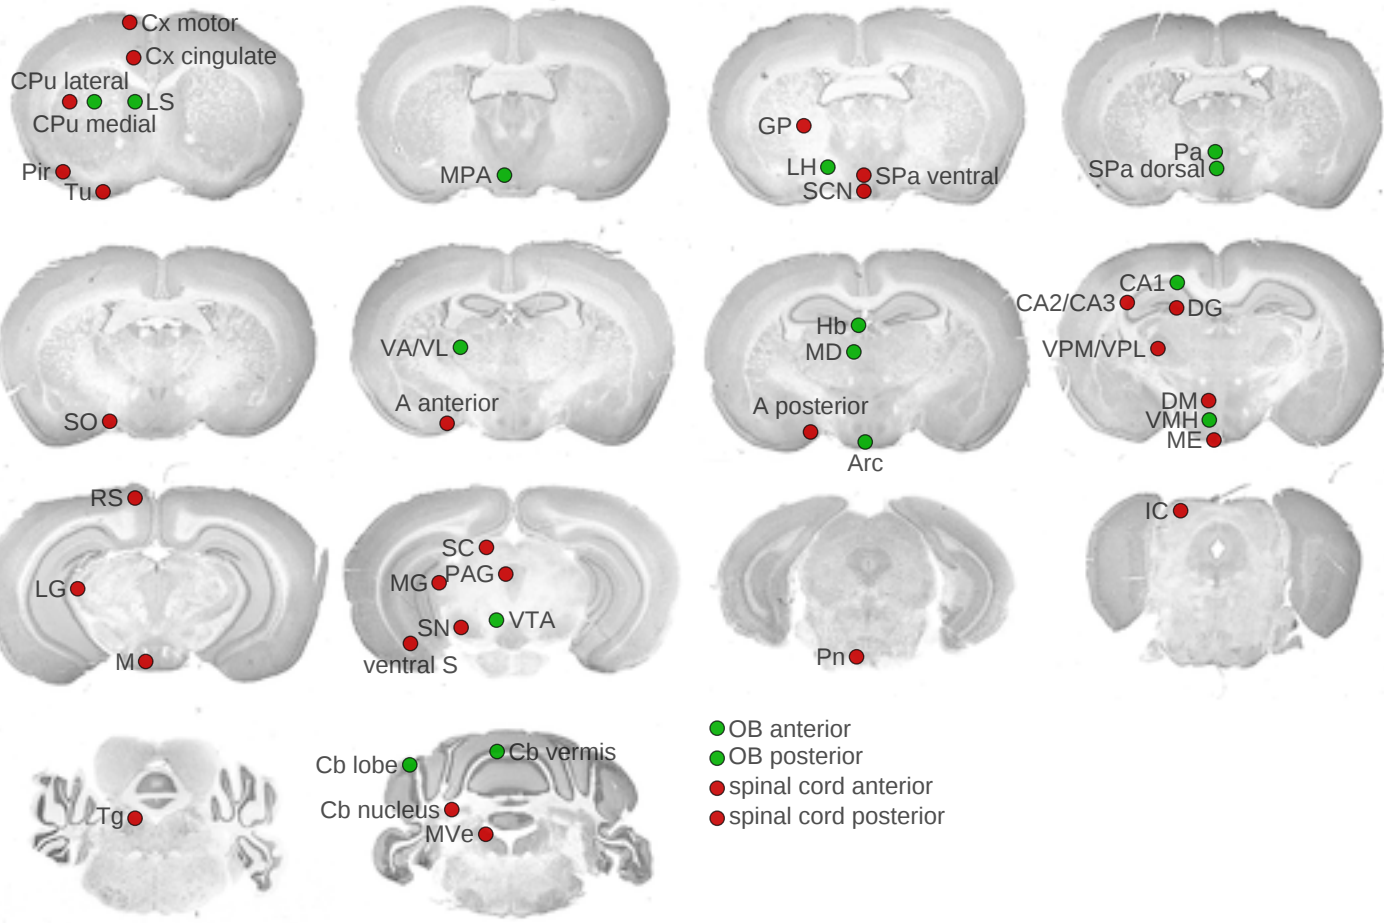 Cx motor
Cx cingulate
CPu lateral
LS
CPu medial
Pir
Tu
MPA
GP
LH
SPa ventral
SCN
Pa
SPa dorsal
SO
VA/VL
A anterior
Hb
MD
A posterior
Arc
CA1
CA2/CA3
DG
VPM/VPL
DM
VMH
ME
RS
LG
M
SC
MG
PAG
SN
VTA
ventral S
Pn
IC
Tg
Cb lobe
Cb vermis
Cb nucleus
MVe
OB anterior
OB posterior
spinal cord anterior
spinal cord posterior